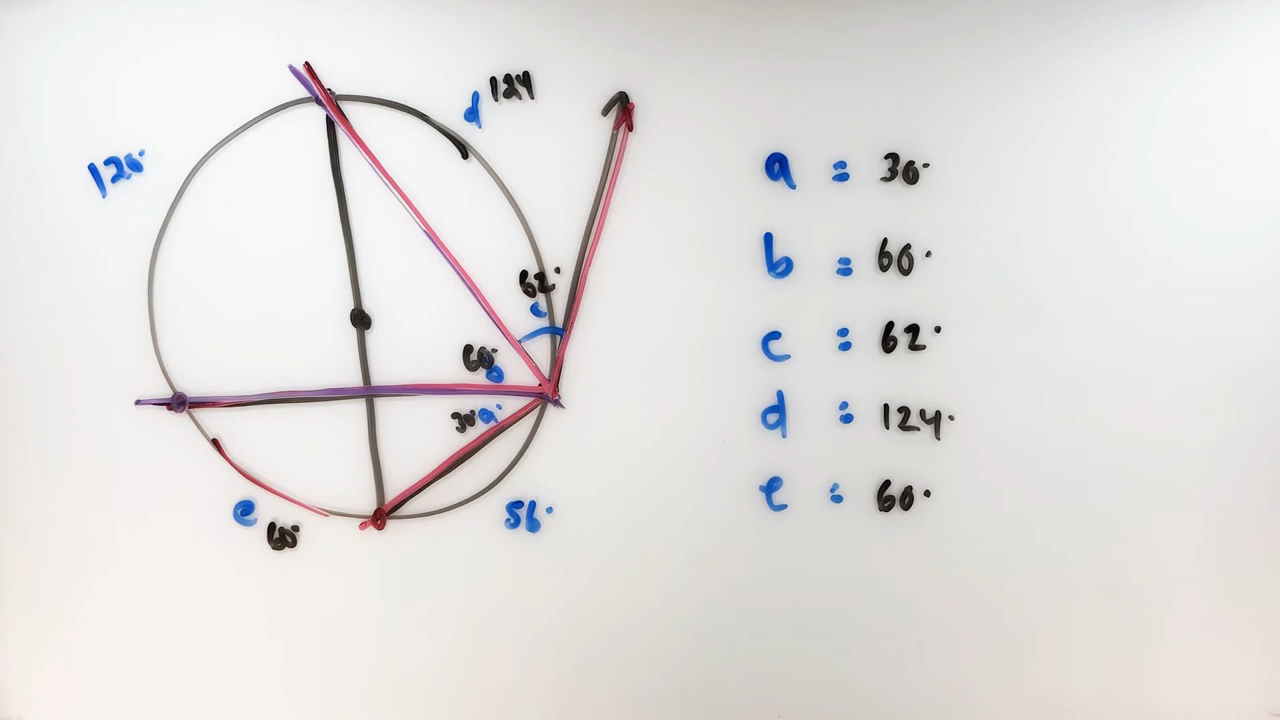 d 124
120°
62°
c
60°
b
30° a
e 60°
56°
a = 30°
b = 60°
c = 62°
d = 124°
e = 60°